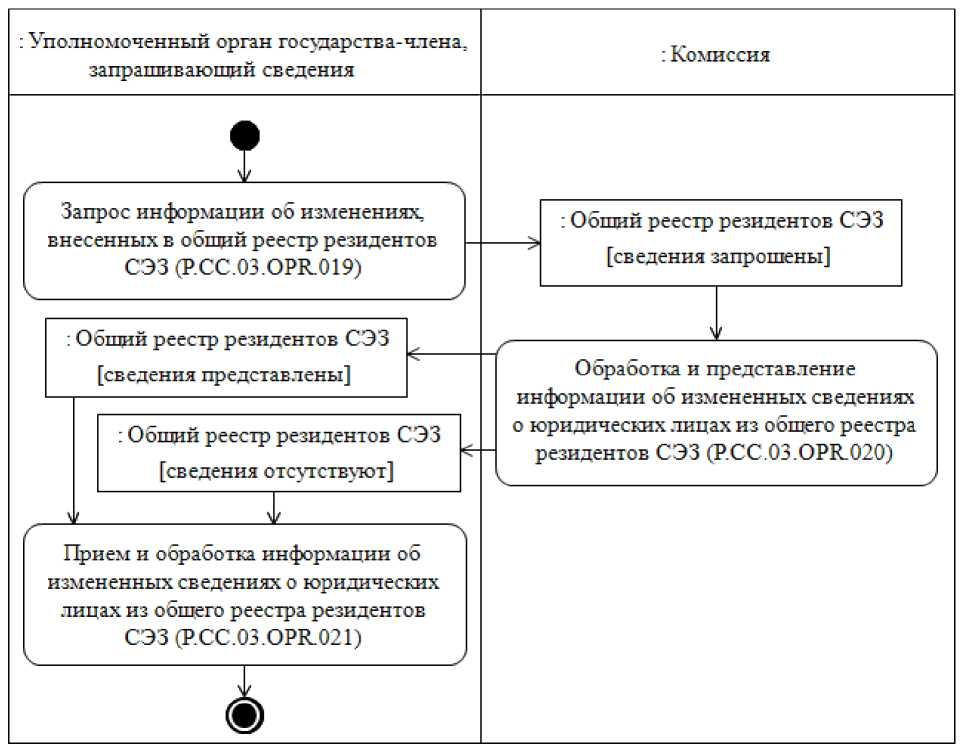 : Уполномоченный орган государства-члена,
запрашивающий сведения
: Комиссия
Запрос информации об изменениях,
внесенных в общий реестр резидентов
СЭЗ (P.CC.03.OPR.019)
: Общий реестр резидентов СЭЗ
[сведения запрошены]
: Общий реестр резидентов СЭЗ
[сведения представлены]
Обработка и представление
информации об измененных сведениях
о юридических лицах из общего реестра
резидентов СЭЗ (P.CC.03.OPR.020)
: Общий реестр резидентов СЭЗ
[сведения отсутствуют]
Прием и обработка информации об
измененных сведениях о юридических
лицах из общего реестра резидентов
СЭЗ (P.CC.03.OPR.021)